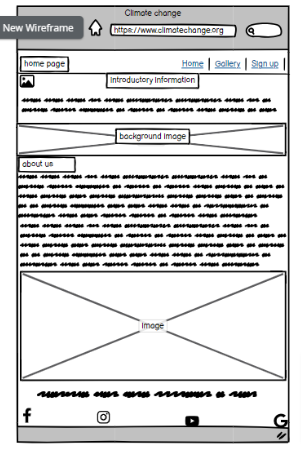 Climate change
New Wireframe
https://www.climatechange.org
home page
Home
Gallery
Sign up
Introductory information
background image
about us
image